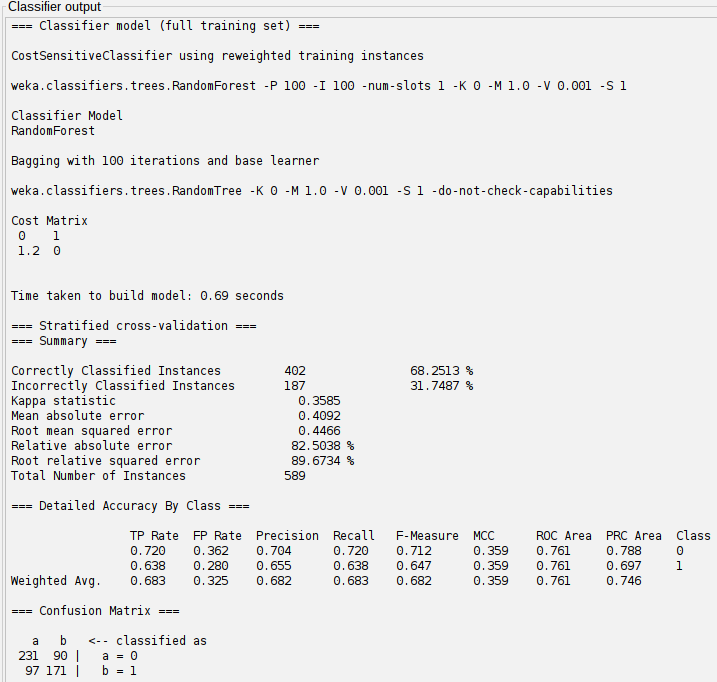 Classifier output
=== Classifier model (full training set) ===
CostSensitiveClassifier using reweighted training instances
weka.classifiers.trees.RandomForest -P 100 -I 100 -num-slots 1 -K 0 -M 1.0 -V 0.001 -S 1
Classifier Model
RandomForest
Bagging with 100 iterations and base learner
weka.classifiers.trees.RandomTree -K 0 -M 1.0 -V 0.001 -S 1 -do-not-check-capabilities
Cost Matrix
0 1
1.2 0
Time taken to build model: 0.69 seconds
=== Stratified cross-validation ===
=== Summary ===
Correctly Classified Instances 402 68.2513 %
Incorrectly Classified Instances 187 31.7487 %
Kappa statistic 0.3585
Mean absolute error 0.4092
Root mean squared error 0.4466
Relative absolute error 82.5038 %
Root relative squared error 89.6734 %
Total Number of Instances 589
=== Detailed Accuracy By Class ===
TP Rate FP Rate Precision Recall F-Measure MCC ROC Area PRC Area Class
0.720 0.362 0.704 0.720 0.712 0.359 0.761 0.788 0
0.638 0.280 0.655 0.638 0.647 0.359 0.761 0.697 1
Weighted Avg. 0.683 0.325 0.682 0.683 0.682 0.359 0.761 0.746
=== Confusion Matrix ===
a b <-- classified as
231 90 | a = 0
97 171 | b = 1